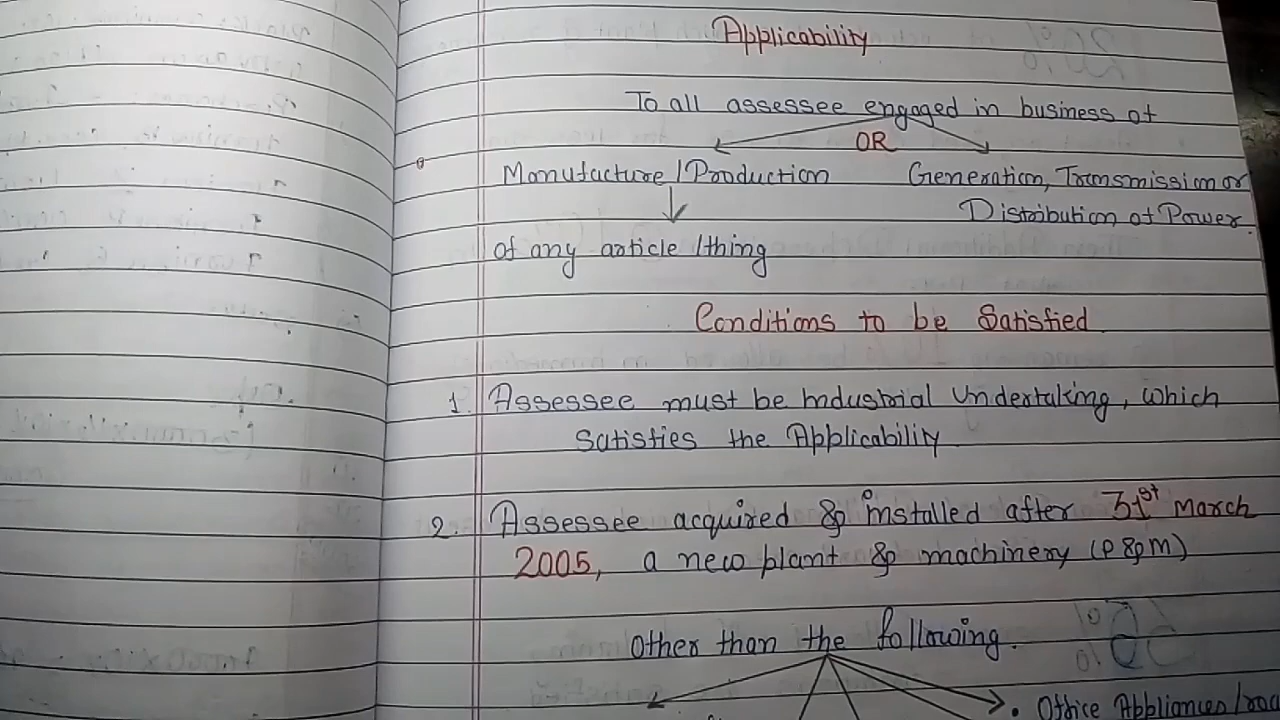 Applicability
To all assessee engaged in business of
OR
Manufacture / Production
Generation, Transmission or
Distribution of Power.
of any article / thing
Conditions to be Satisfied
1. Assessee must be Industrial Undertaking, which
satisfies the Applicability
2. Assessee acquired & installed after 31st March
2005, a new plant & machinery (P&M)
Other than the following.
• Office Appliances/